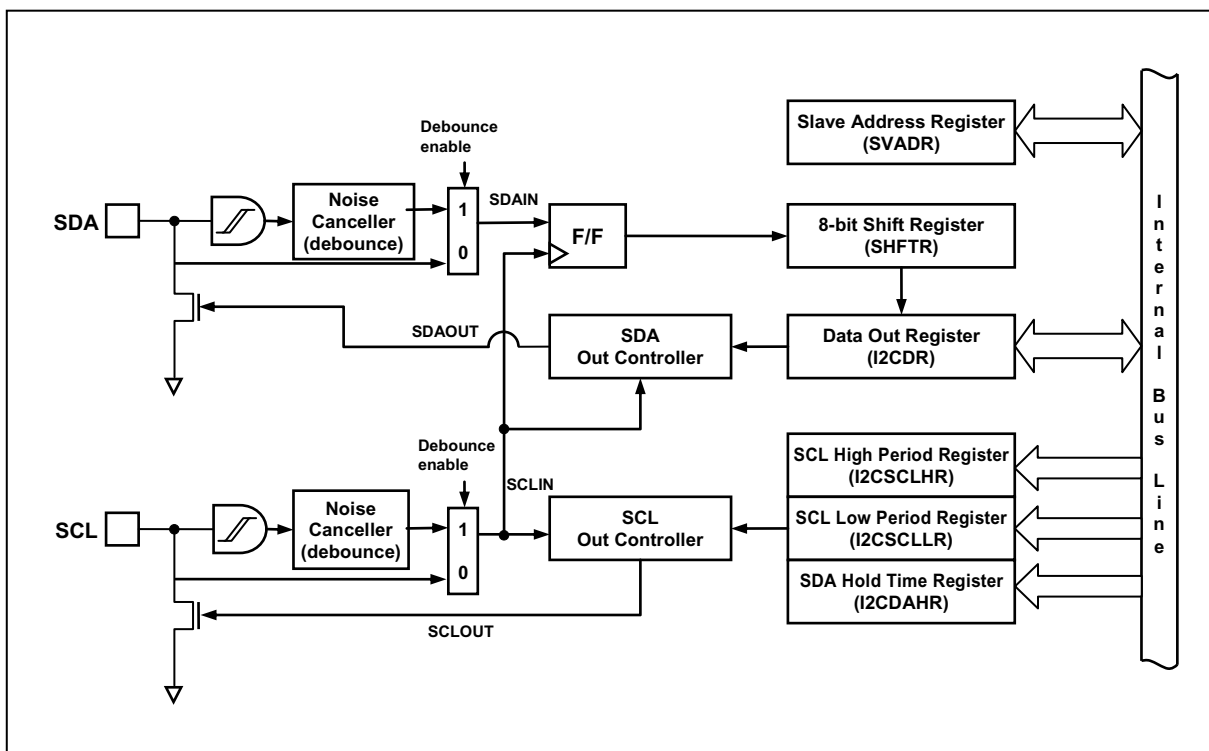 Slave Address Register
(SVADR)
Debounce
enable
SDA
Noise
Canceller
(debounce)
1
0
SDAIN
F/F
8-bit Shift Register
(SHFTR)
SDAOUT
SDA
Out Controller
Data Out Register
(I2CDR)
Debounce
enable
SCL
Noise
Canceller
(debounce)
1
0
SCLIN
SCL
Out Controller
SCL High Period Register
(I2CSCLHR)
SCL Low Period Register
(I2CSCLLR)
SDA Hold Time Register
(I2CDAHR)
SCLOUT
Internal Bus Line